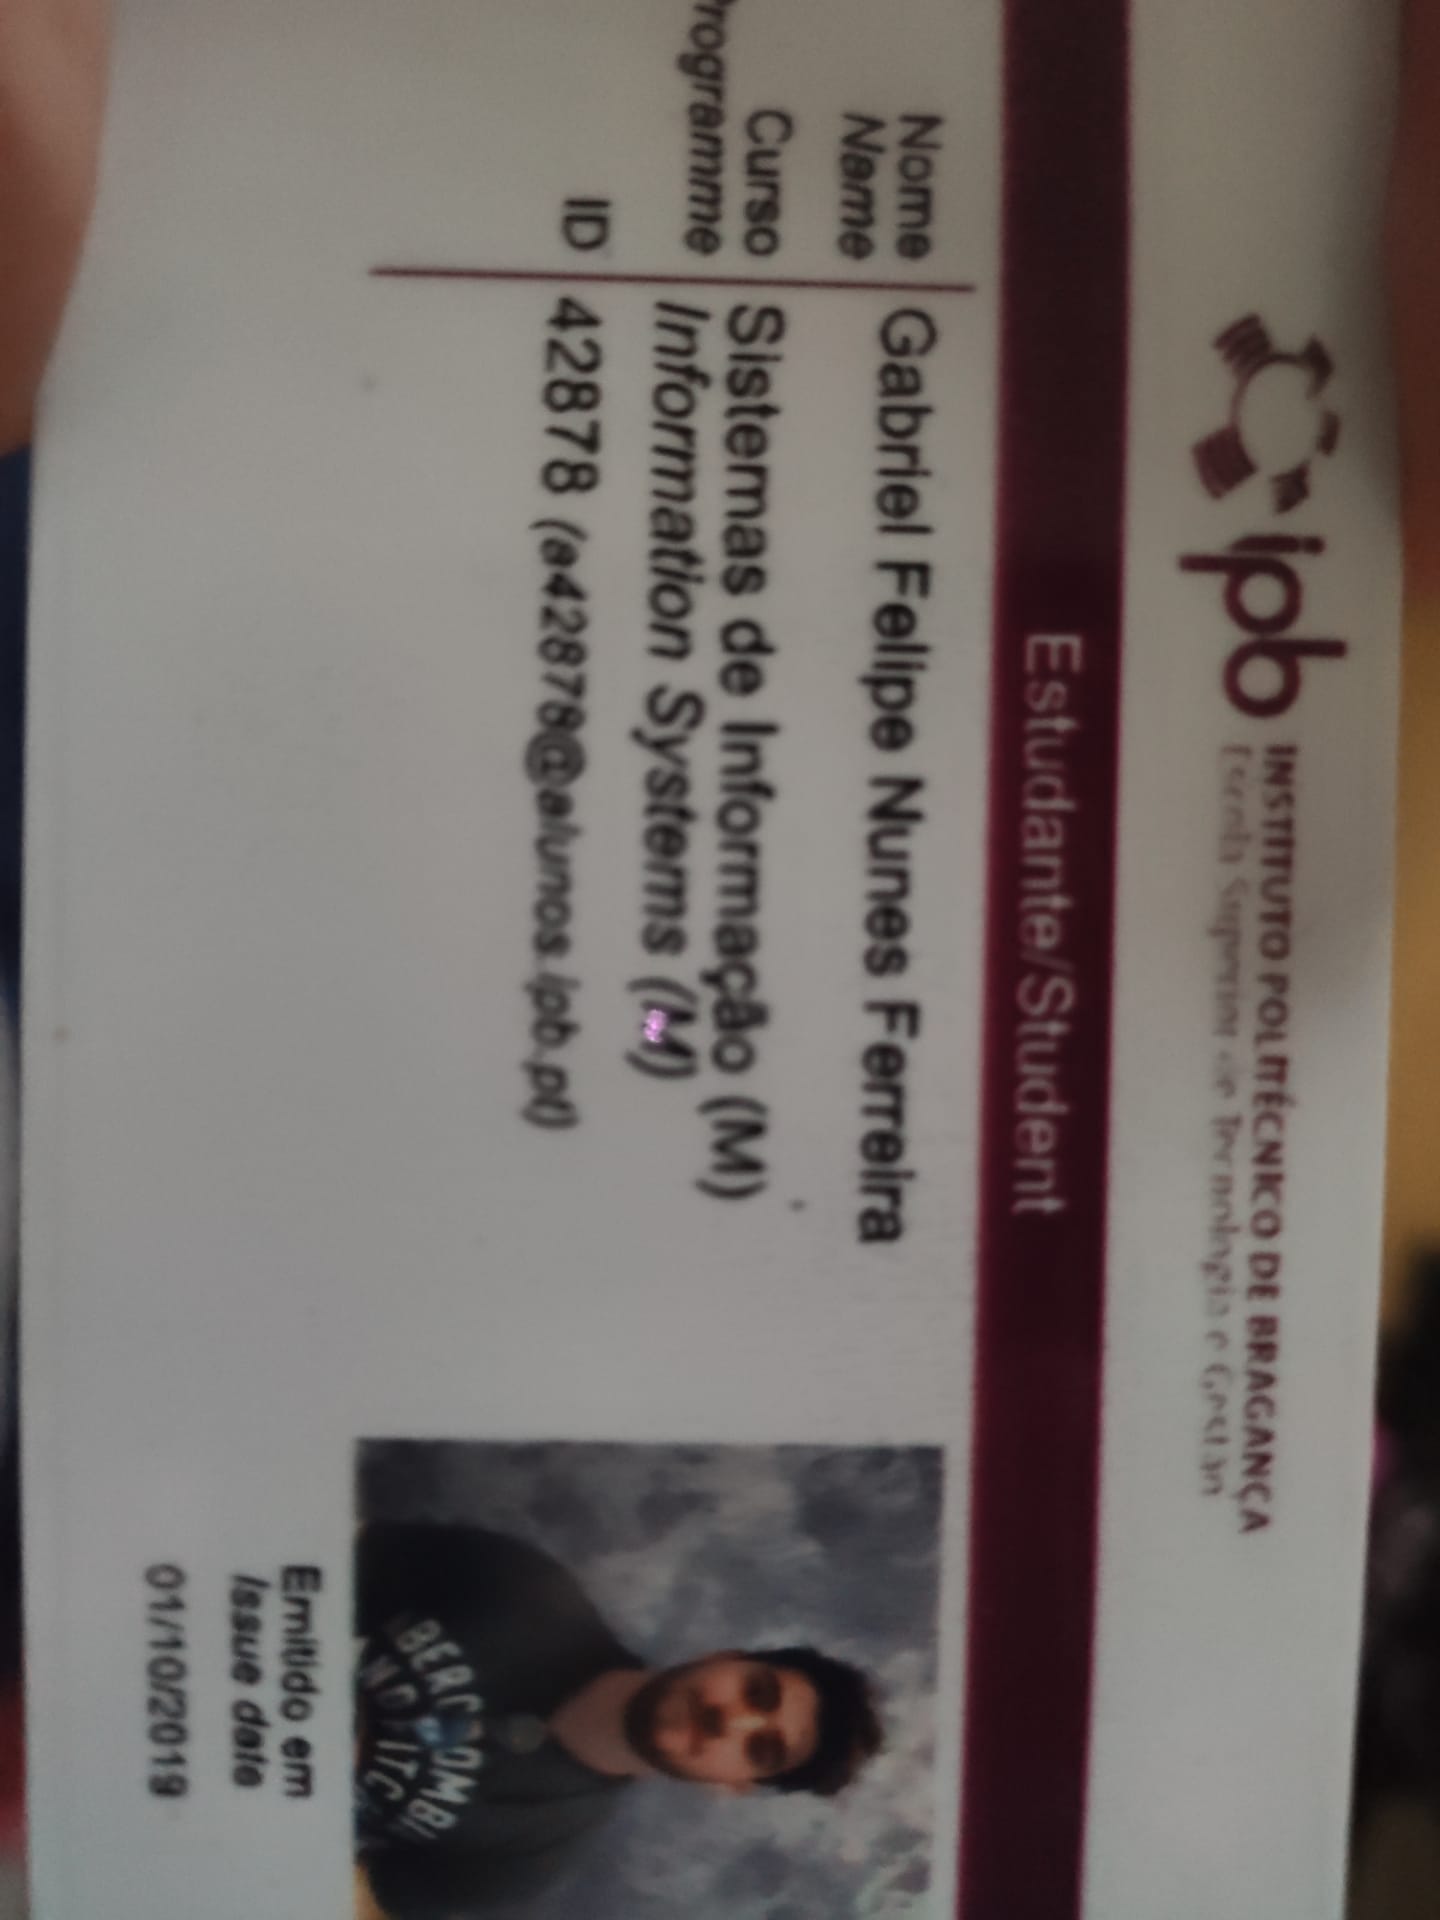 ipb
INSTITUTO POLITÉCNICO DE BRAGANÇA
Escola Superior de Tecnologia e Gestão
Estudante/Student
Nome Gabriel Felipe Nunes Ferreira
Name
Curso Sistemas de Informação (M)
Programme Information Systems (M)
ID 42878 (a42878@alunos.ipb.pt)
Emitido em
Issue date
01/10/2019